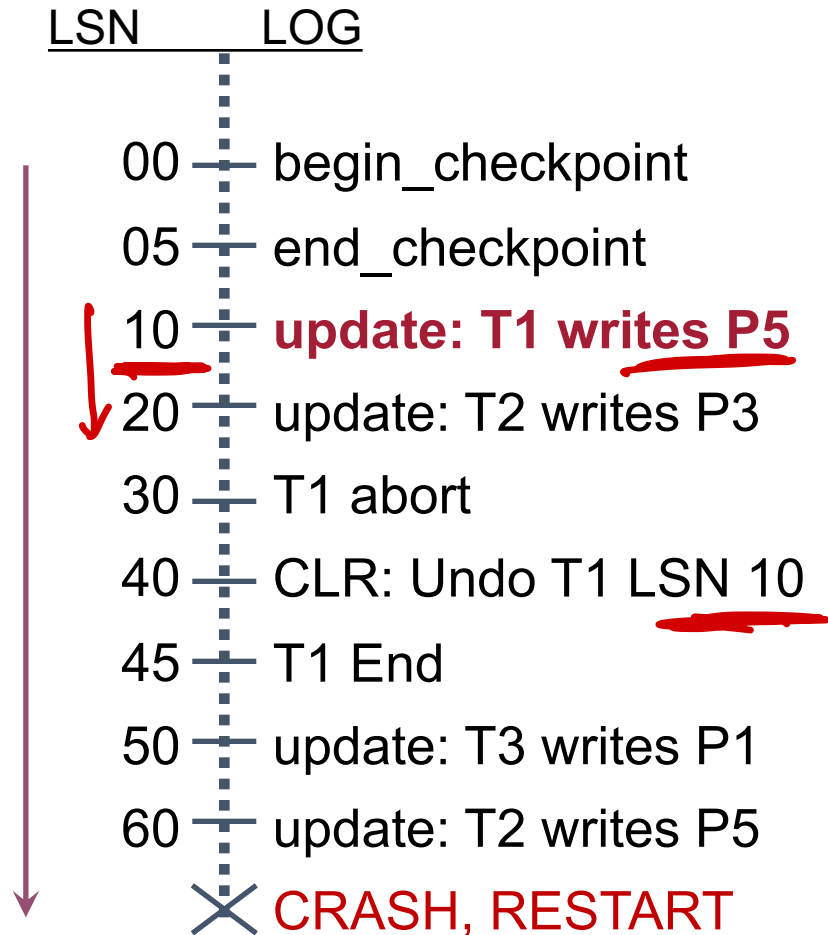 LSN LOG
00 begin_checkpoint
05 end_checkpoint
10 update: T1 writes P5
20 update: T2 writes P3
30 T1 abort
40 CLR: Undo T1 LSN 10
45 T1 End
50 update: T3 writes P1
60 update: T2 writes P5
CRASH, RESTART